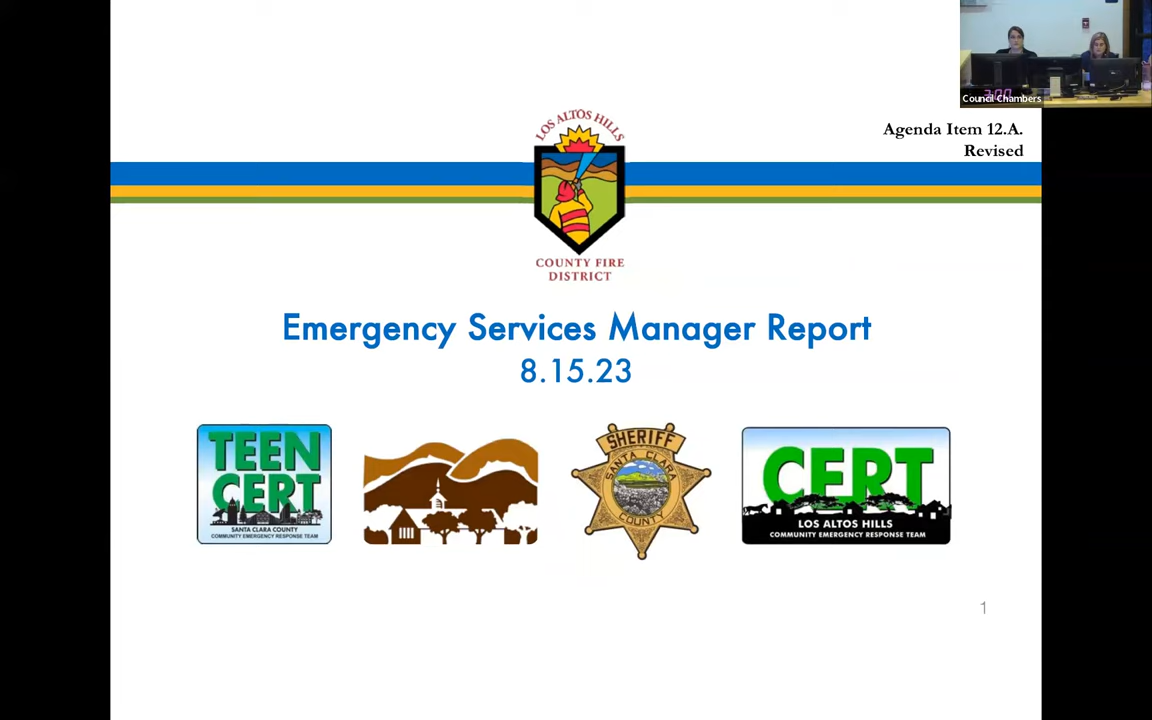 Council Chambers
3:00
Agenda Item 12.A.
Revised
LOS ALTOS HILLS
COUNTY FIRE
DISTRICT
Emergency Services Manager Report
8.15.23
TEEN
CERT
SANTA CLARA COUNTY
COMMUNITY EMERGENCY RESPONSE TEAM
SHERIFF
SANTA CLARA
COUNTY
CERT
LOS ALTOS HILLS
COMMUNITY EMERGENCY RESPONSE TEAM
1